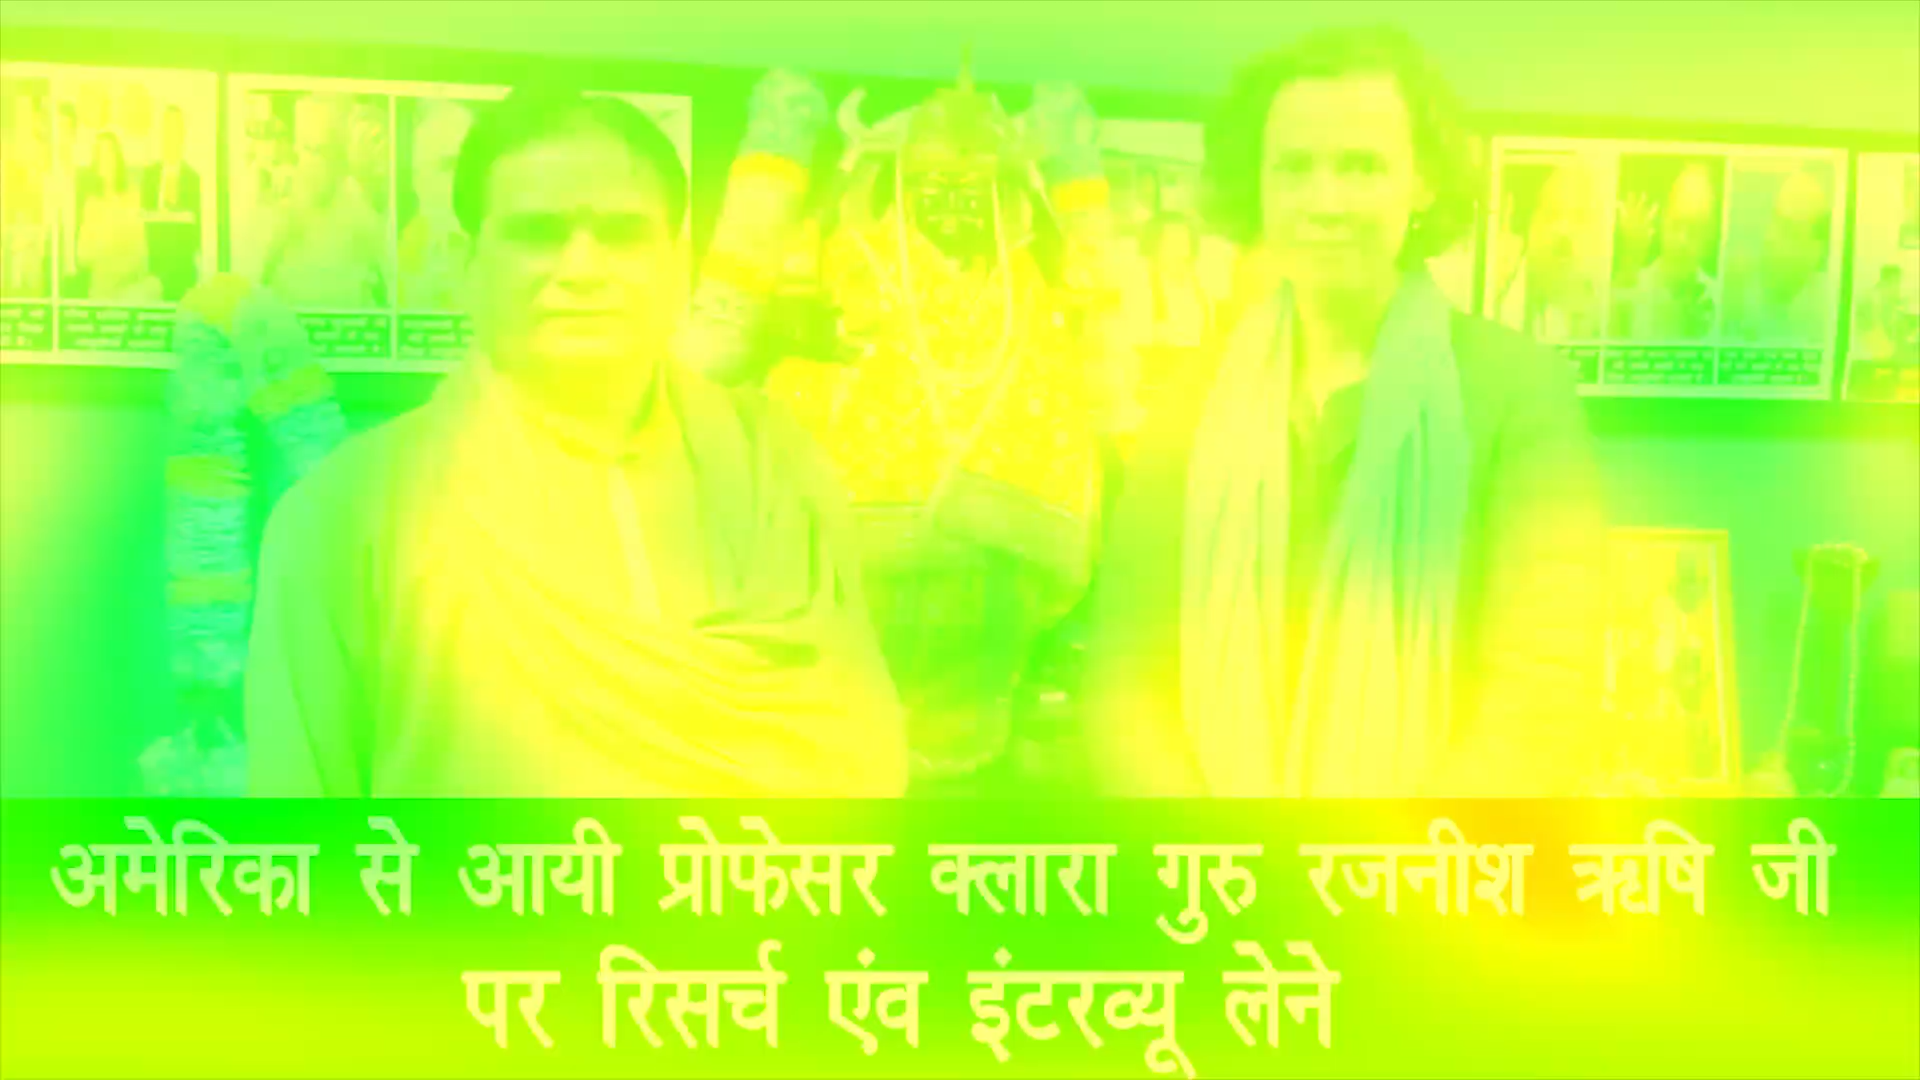 अमेरिका से आयी प्रोफेसर क्लारा गुरु रजनीश ऋषि जी
पर रिसर्च एंव इंटरव्यू लेने